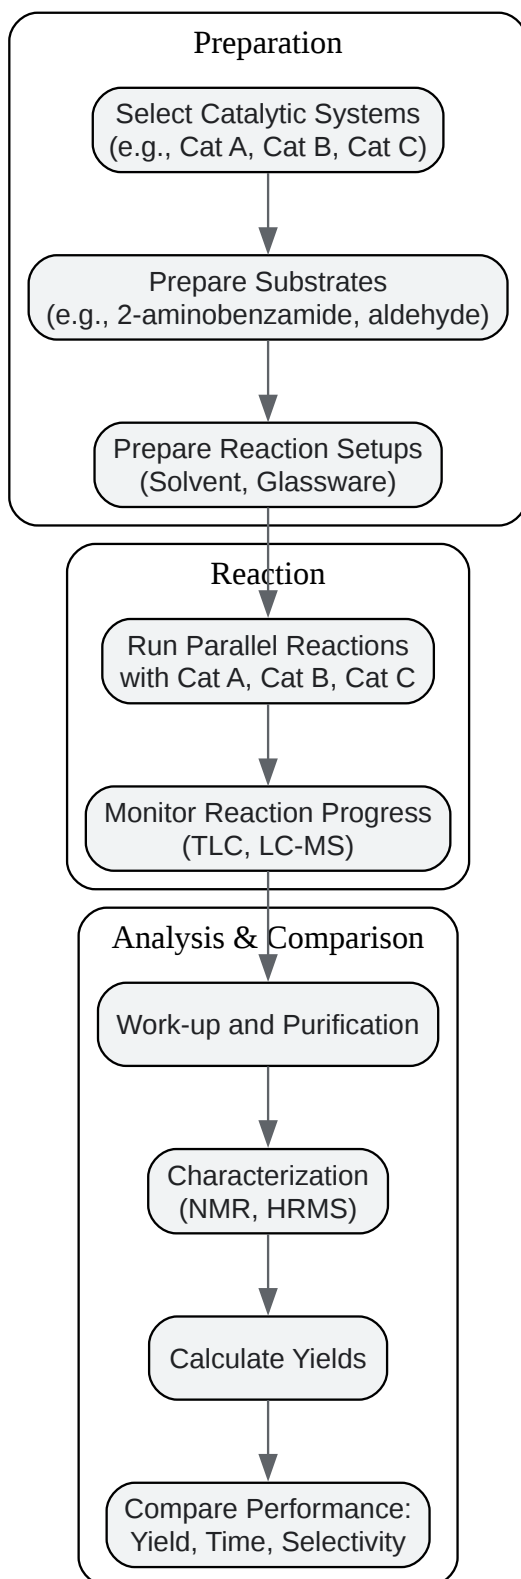 Preparation
Select Catalytic Systems
(e.g., Cat A, Cat B, Cat C)
Prepare Substrates
(e.g., 2-aminobenzamide, aldehyde)
Prepare Reaction Setups
(Solvent, Glassware)
Reaction
Run Parallel Reactions
with Cat A, Cat B, Cat C
Monitor Reaction Progress
(TLC, LC-MS)
Analysis & Comparison
Work-up and Purification
Characterization
(NMR, HRMS)
Calculate Yields
Compare Performance:
Yield, Time, Selectivity